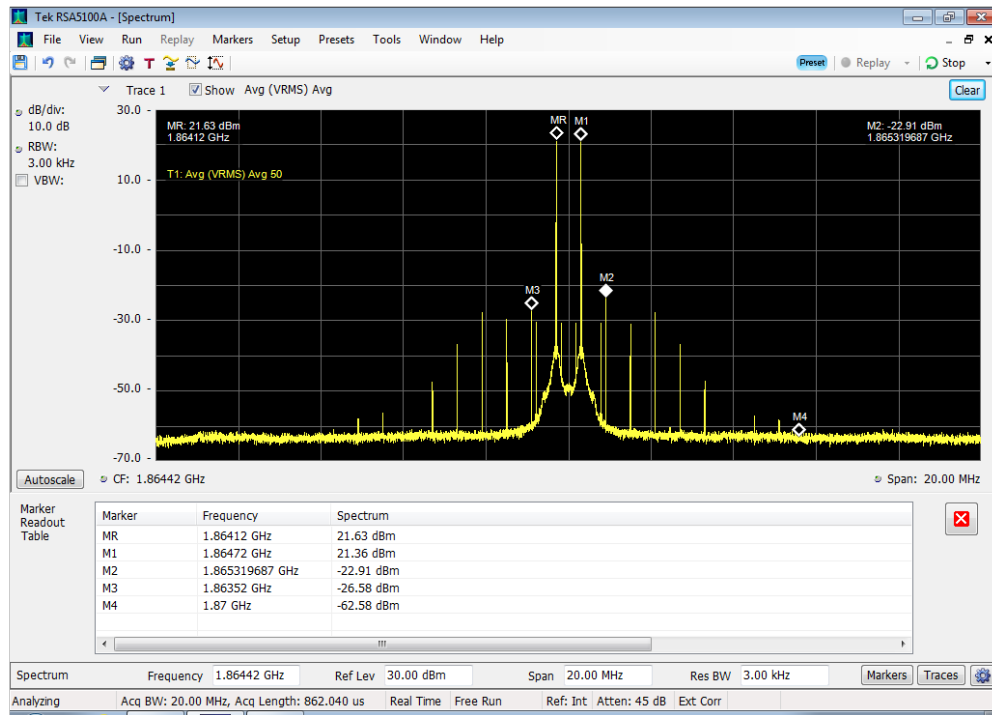 Tek RSA5100A - [Spectrum]
File View Run Replay Markers Setup Presets Tools Window Help
T Preset Replay Stop
Trace 1 Show Avg (VRMS) Avg Clear
dB/div:
10.0 dB
RBW:
3.00 kHz
VBW:
30.0
10.0
-10.0
-30.0
-50.0
-70.0
MR: 21.63 dBm
1.86412 GHz
T1: Avg (VRMS) Avg 50
MR M1
M2: -22.91 dBm
1.865319687 GHz
M3
M2
M4
Autoscale CF: 1.86442 GHz Span: 20.00 MHz
Marker
Readout
Table
Marker Frequency Spectrum
MR 1.86412 GHz 21.63 dBm
M1 1.86472 GHz 21.36 dBm
M2 1.865319687 GHz -22.91 dBm
M3 1.86352 GHz -26.58 dBm
M4 1.87 GHz -62.58 dBm
Spectrum Frequency 1.86442 GHz Ref Lev 30.00 dBm Span 20.00 MHz Res BW 3.00 kHz Markers Traces
Analyzing Acq BW: 20.00 MHz, Acq Length: 862.040 us Real Time Free Run Ref: Int Atten: 45 dB Ext Corr